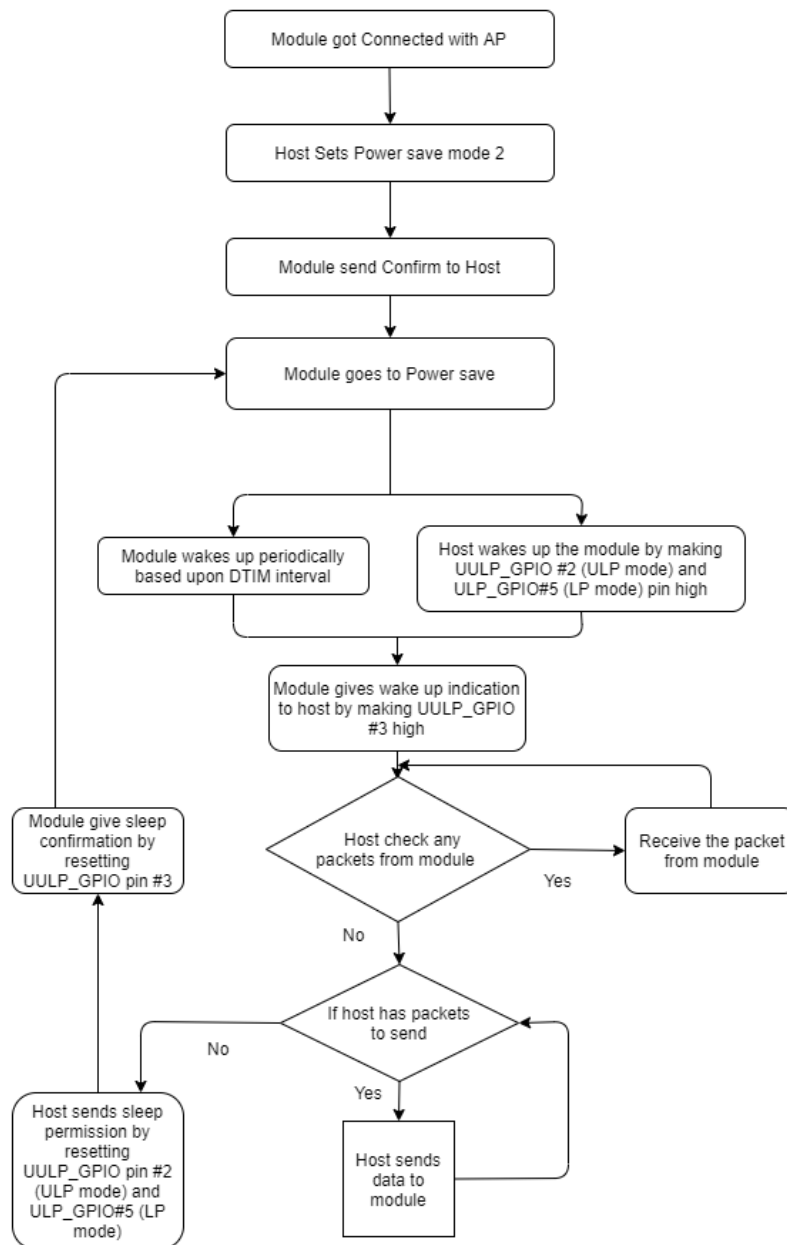 Module got Connected with AP
Host Sets Power save mode 2
Module send Confirm to Host
Module goes to Power save
Module wakes up periodically
based upon DTIM interval
Host wakes up the module by making
UULP_GPIO #2 (ULP mode) and
ULP_GPIO#5 (LP mode) pin high
Module gives wake up indication
to host by making UULP_GPIO
#3 high
Host check any
packets from module
Yes
Receive the packet
from module
No
Module give sleep
confirmation by
resetting
UULP_GPIO pin #3
If host has packets
to send
No
Yes
Host sends
data to
module
Host sends sleep
permission by
resetting
UULP_GPIO pin #2
(ULP mode) and
ULP_GPIO#5 (LP
mode)